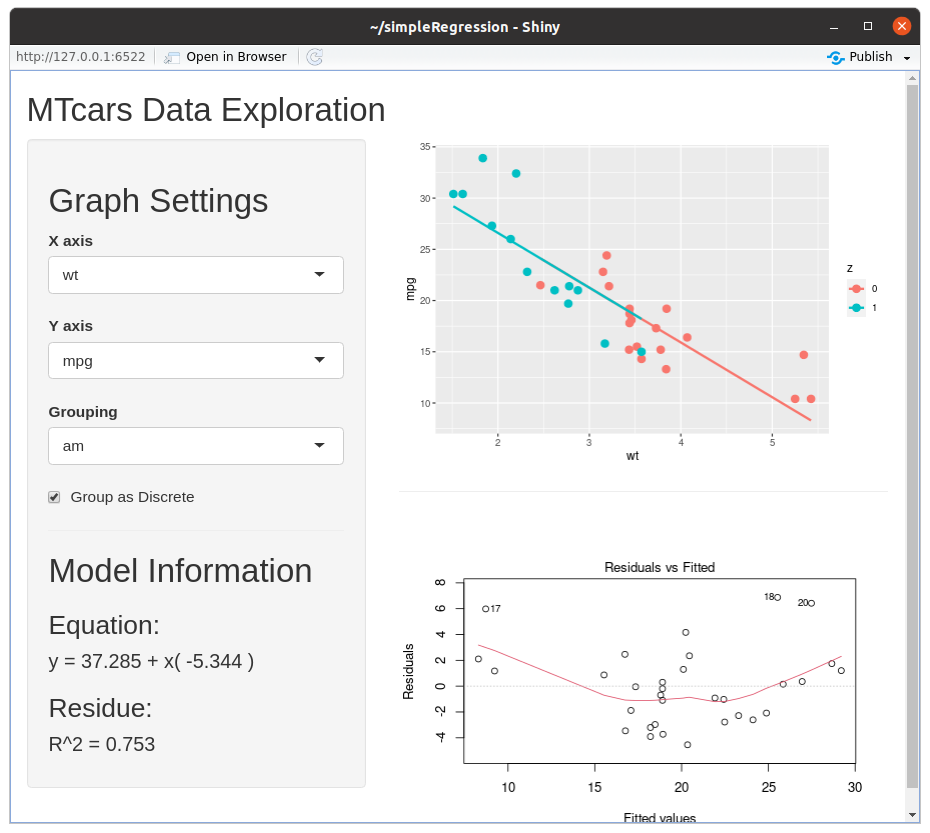 ~/simpleRegression - Shiny
http://127.0.0.1:6522 Open in Browser Publish
MTcars Data Exploration
Graph Settings
X axis
wt
Y axis
mpg
Grouping
am
Group as Discrete
Model Information
Equation:
y = 37.285 + x( -5.344 )
Residue:
R^2 = 0.753
35
30
25
20
15
10
mpg
2 3 4 5
wt
z
0
1
Residuals vs Fitted
8
6
4
2
0
-2
-4
Residuals
17
18
20
10 15 20 25 30
Fitted values